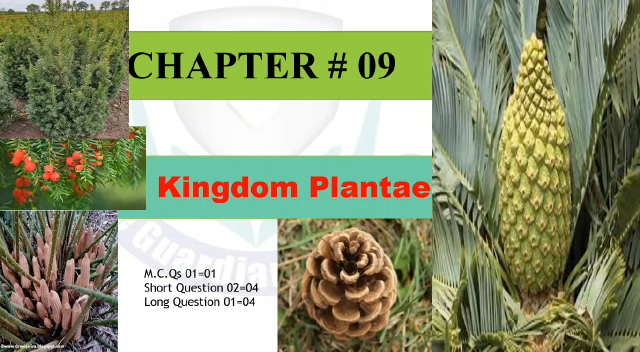 CHAPTER # 09
Kingdom Plantae
M.C.Qs 01=01
Short Question 02=04
Long Question 01=04